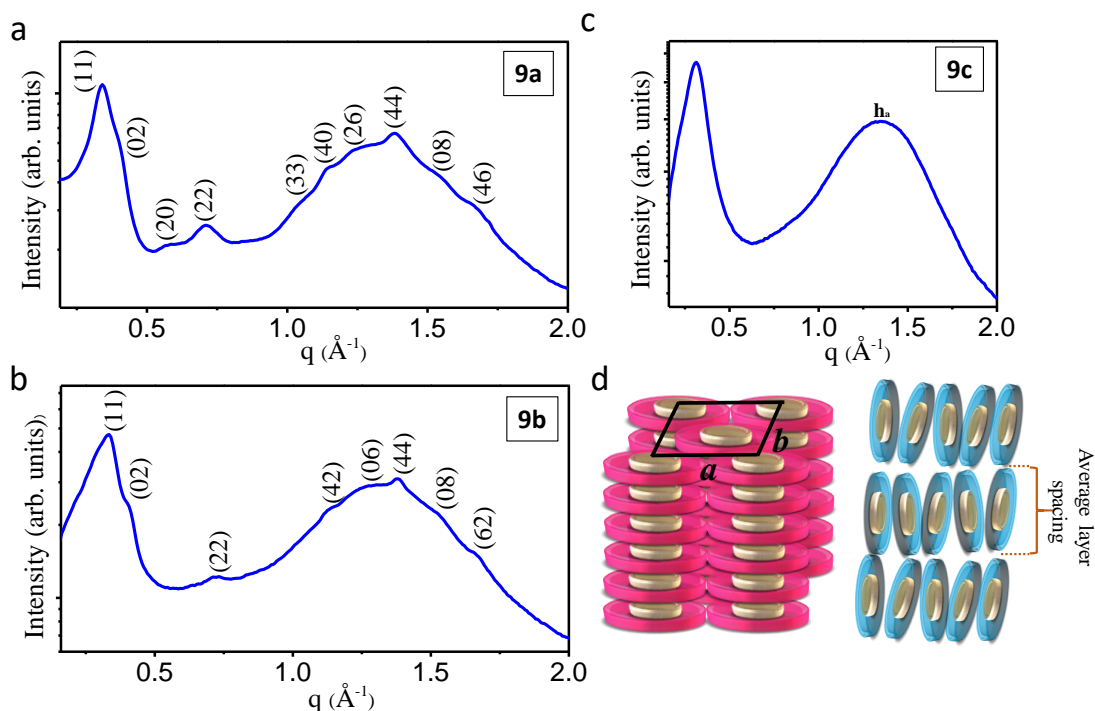 a
9a
(11)
(02)
(20)
(22)
(33)
(40)
(26)
(44)
(08)
(46)
Intensity (arb. units)
0.5
1.0
1.5
2.0
q (Å-1)
b
9b
(11)
(02)
(22)
(42)
(06)
(44)
(08)
(62)
Intensity (arb. units)
0.5
1.0
1.5
2.0
q (Å-1)
c
9c
ha
Intensity (arb. units)
0.5
1.0
1.5
2.0
q (Å-1)
d
b
a
Average layer
spacing